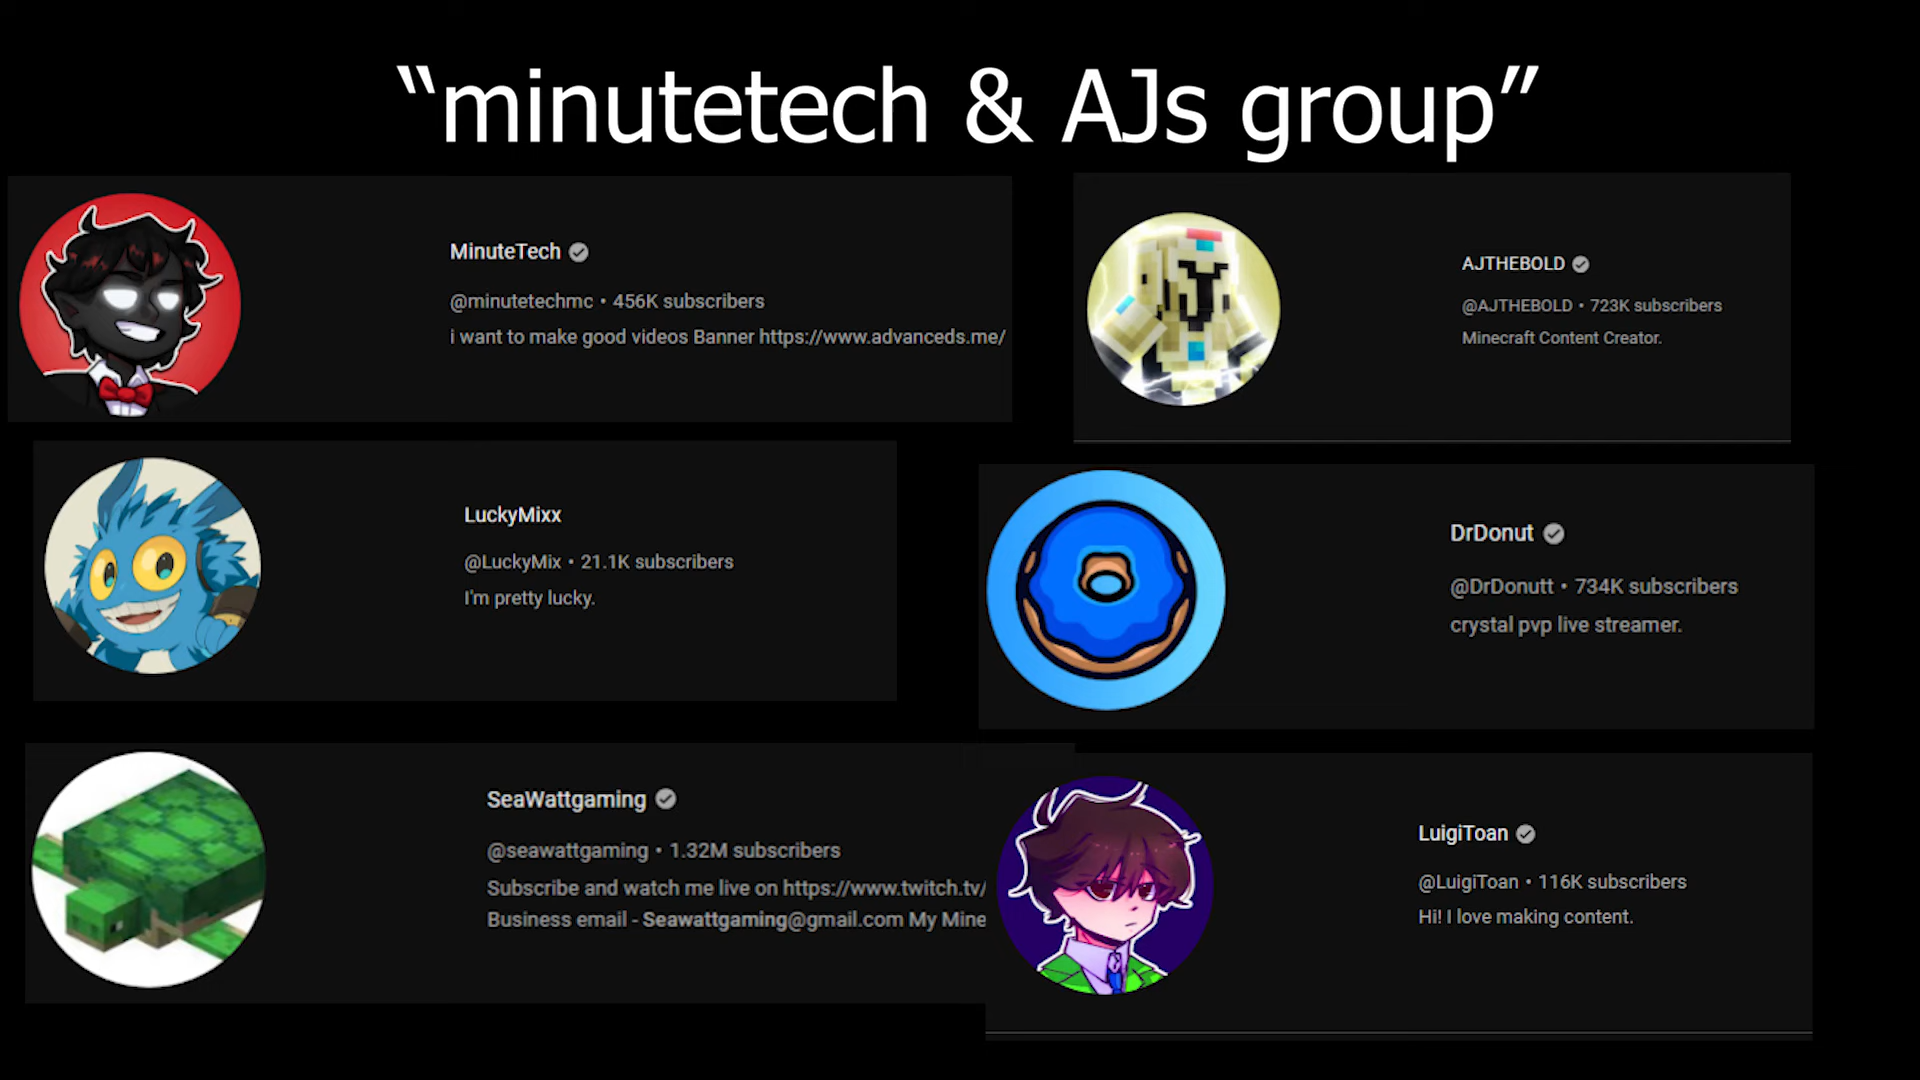 “minutetech & AJs group”
MinuteTech
@minutetechmc • 456K subscribers
i want to make good videos Banner https://www.advanceds.me/
AJTHEBOLD
@AJTHEBOLD • 723K subscribers
Minecraft Content Creator.
LuckyMixx
@LuckyMix • 21.1K subscribers
I'm pretty lucky.
DrDonut
@DrDonutt • 734K subscribers
crystal pvp live streamer.
SeaWattgaming
@seawattgaming • 1.32M subscribers
Subscribe and watch me live on https://www.twitch.tv/
Business email - Seawattgaming@gmail.com My Mine
LuigiToan
@LuigiToan • 116K subscribers
Hi! I love making content.